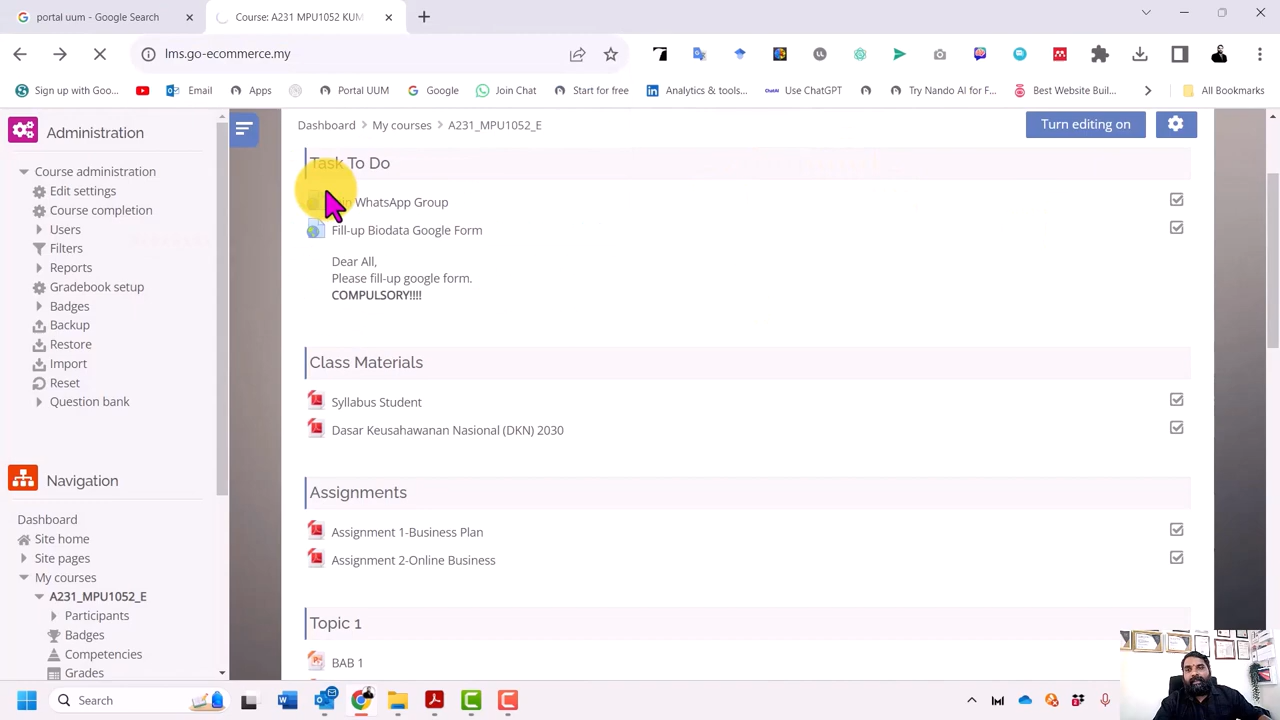 portal uum - Google Search
Course: A231 MPU1052 KUM
lms.go-ecommerce.my
Sign up with Goo...
Email
Apps
Portal UUM
Google
Join Chat
Start for free
Analytics & tools...
ChatAI
Use ChatGPT
Try Nando AI for F...
Best Website Buil...
All Bookmarks
Administration
Course administration
Edit settings
Course completion
Users
Filters
Reports
Gradebook setup
Badges
Backup
Restore
Import
Reset
Question bank
Navigation
Dashboard
Site home
Site pages
My courses
A231_MPU1052_E
Participants
Badges
Competencies
Grades
Dashboard > My courses > A231_MPU1052_E
Turn editing on
Task To Do
WhatsApp Group
Fill-up Biodata Google Form
Dear All,
Please fill-up google form.
COMPULSORY!!!!
Class Materials
Syllabus Student
Dasar Keusahawanan Nasional (DKN) 2030
Assignments
Assignment 1-Business Plan
Assignment 2-Online Business
Topic 1
BAB 1
Search